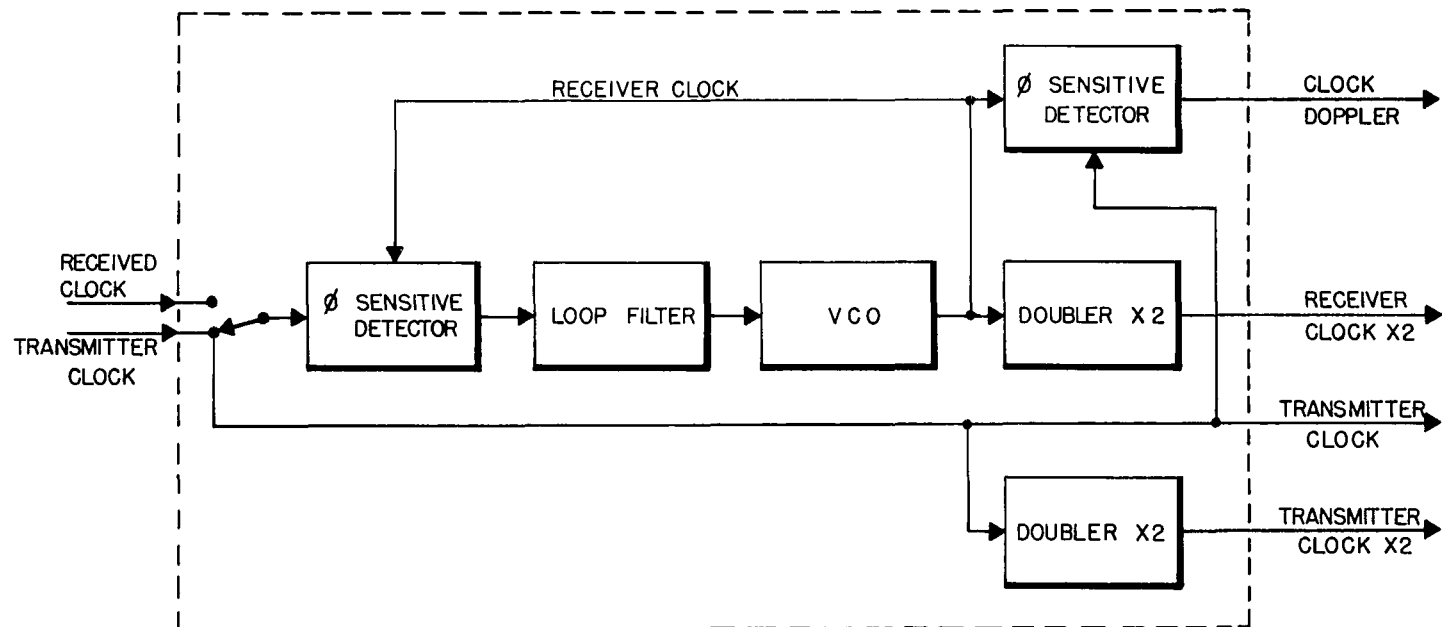 RECEIVER CLOCK
Ø SENSITIVE
DETECTOR
CLOCK
DOPPLER
RECEIVED
CLOCK
TRANSMITTER
CLOCK
Ø SENSITIVE
DETECTOR
LOOP FILTER
VCO
DOUBLER X2
RECEIVER
CLOCK X2
TRANSMITTER
CLOCK
DOUBLER X2
TRANSMITTER
CLOCK X2